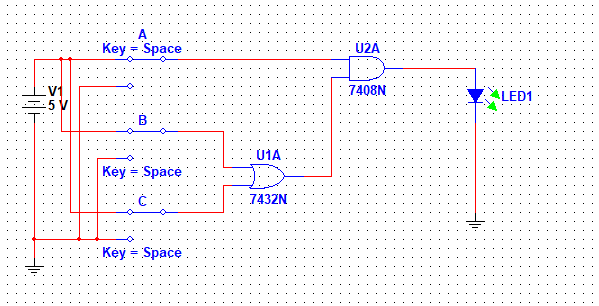 A
Key = Space
U2A
7408N
V1
5 V
LED1
B
Key = Space
U1A
7432N
C
Key = Space